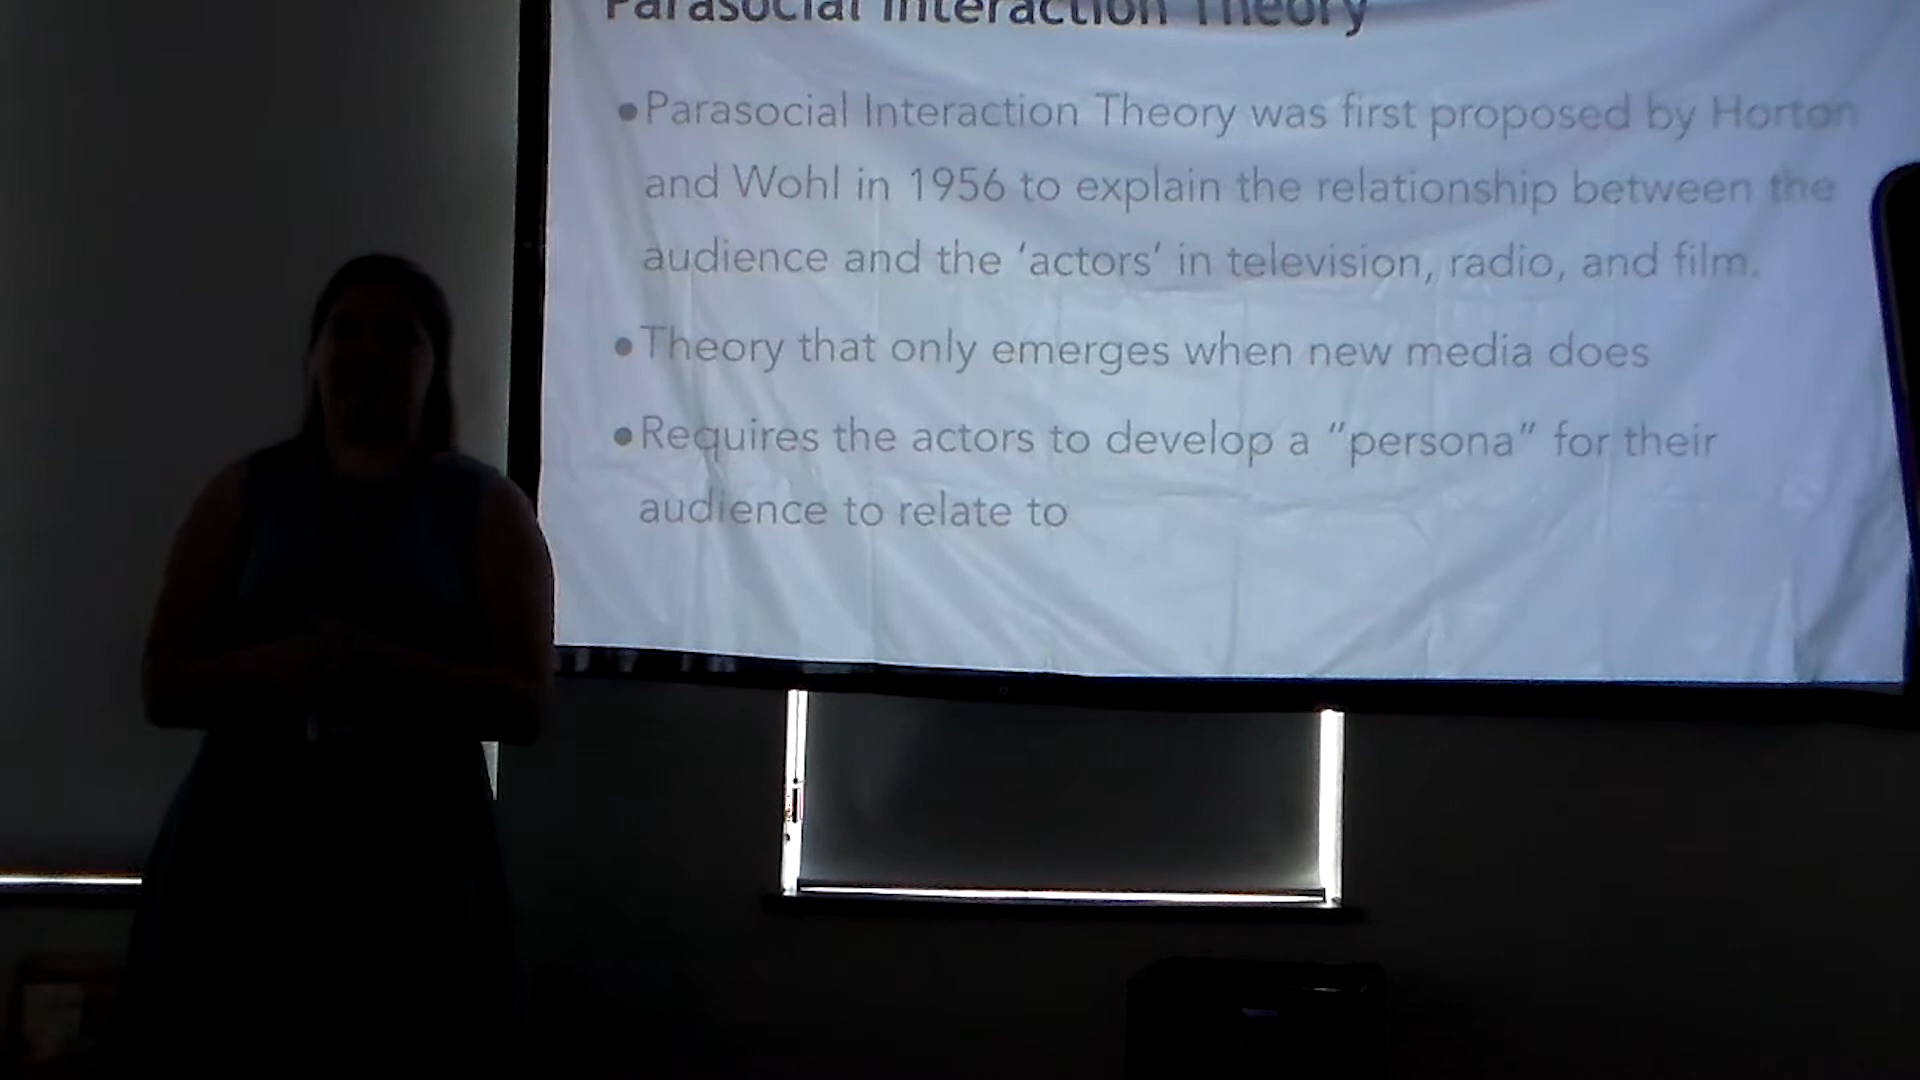 Parasocial Interaction Theory
•Parasocial Interaction Theory was first proposed by Horton
and Wohl in 1956 to explain the relationship between the
audience and the ‘actors’ in television, radio, and film.
•Theory that only emerges when new media does
•Requires the actors to develop a “persona” for their
audience to relate to